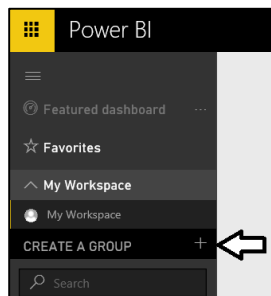 Power BI
Featured dashboard ...
Favorites
My Workspace
My Workspace
CREATE A GROUP +
Search